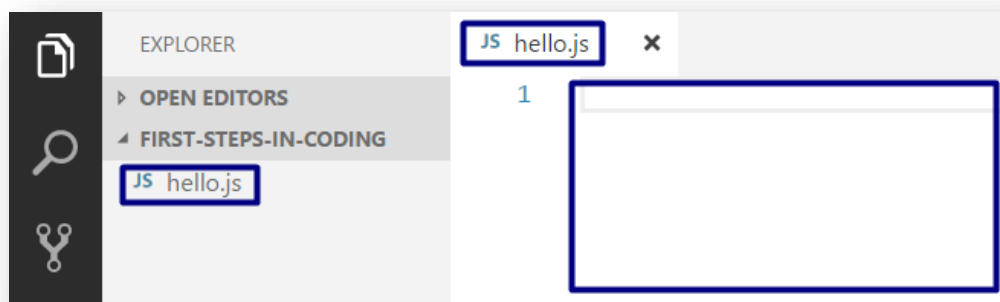 EXPLORER
OPEN EDITORS
FIRST-STEPS-IN-CODING
JS hello.js
JS hello.js
1